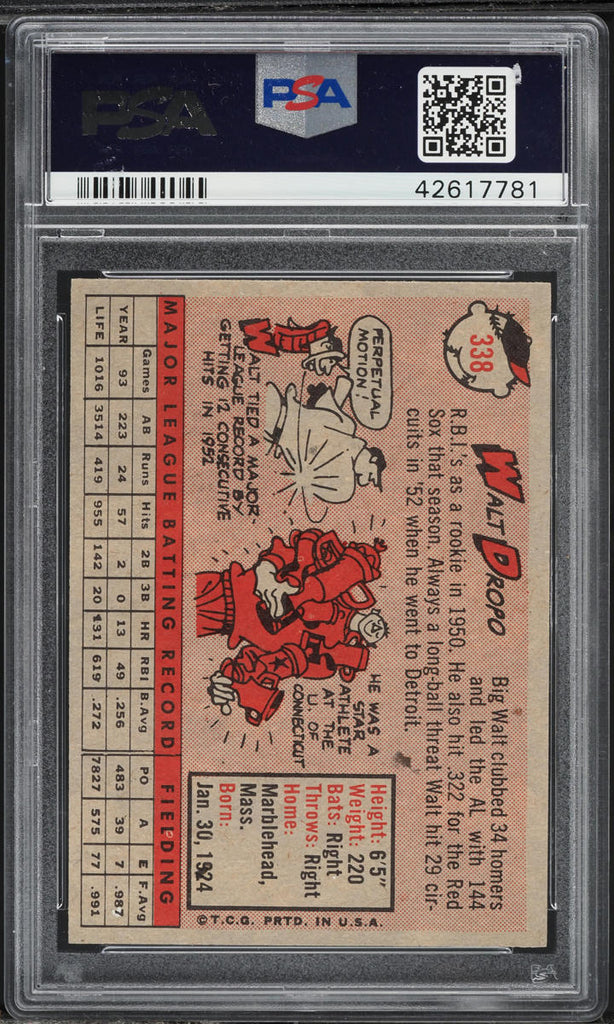 PSA
PSA
42617781
338
WALT DROPO
Big Walt clubbed 34 homers
and led the AL with 144
R.B.I.'s as a rookie in 1950. He also hit .322 for the Red
Sox that season. Always a long-ball threat Walt hit 29 cir-
cuits in '52 when he went to Detroit.
PERPETUAL
MOTION!
WALT TIED A MAJOR-
LEAGUE RECORD BY
GETTING 12 CONSECUTIVE
HITS IN 1952
HE WAS A
STAR
ATHLETE
AT THE
U. OF
CONNECTICUT
Height: 6'5"
Weight: 220
Bats: Right
Throws: Right
Home:
Marblehead,
Mass.
Born:
Jan. 30, 1924
MAJOR LEAGUE BATTING RECORD FIELDING
Games AB Runs Hits 2B 3B HR RBI B.Avg PO A E F.Avg
YEAR 93 223 24 57 2 0 13 49 .256 483 39 7 .987
LIFE 1016 3514 419 955 142 20 131 619 .272 7827 575 77 .991
©T.C.G. PRTD. IN U.S.A.